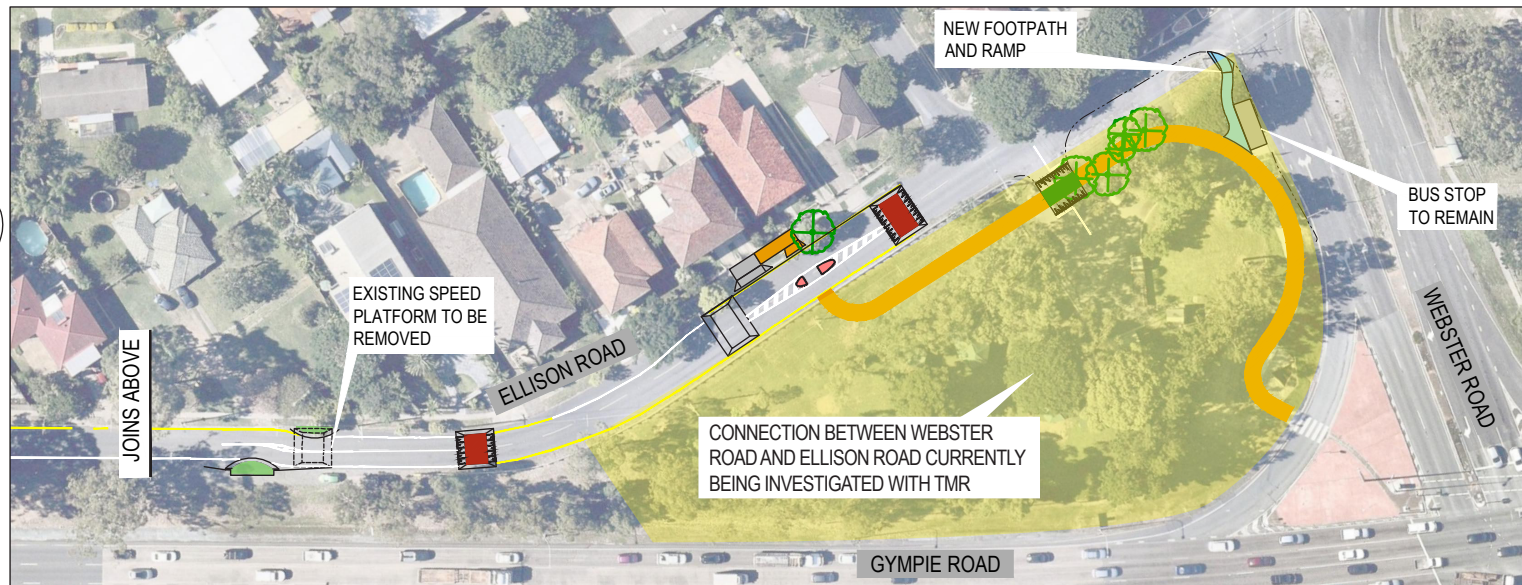 NEW FOOTPATH
AND RAMP
BUS STOP
TO REMAIN
EXISTING SPEED
PLATFORM TO BE
REMOVED
JOINS ABOVE
ELLISON ROAD
WEBSTER ROAD
CONNECTION BETWEEN WEBSTER
ROAD AND ELLISON ROAD CURRENTLY
BEING INVESTIGATED WITH TMR
GYMPIE ROAD